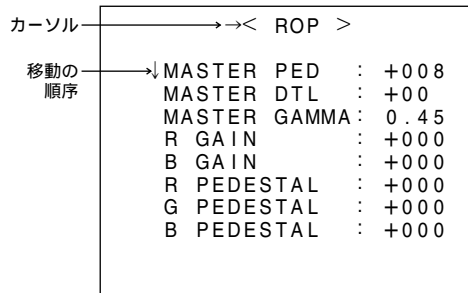 カーソル →< ROP >
移動の ↓MASTER PED : +008
順序 MASTER DTL : +00
MASTER GAMMA : 0.45
R GAIN : +000
B GAIN : +000
R PEDESTAL : +000
G PEDESTAL : +000
B PEDESTAL : +000